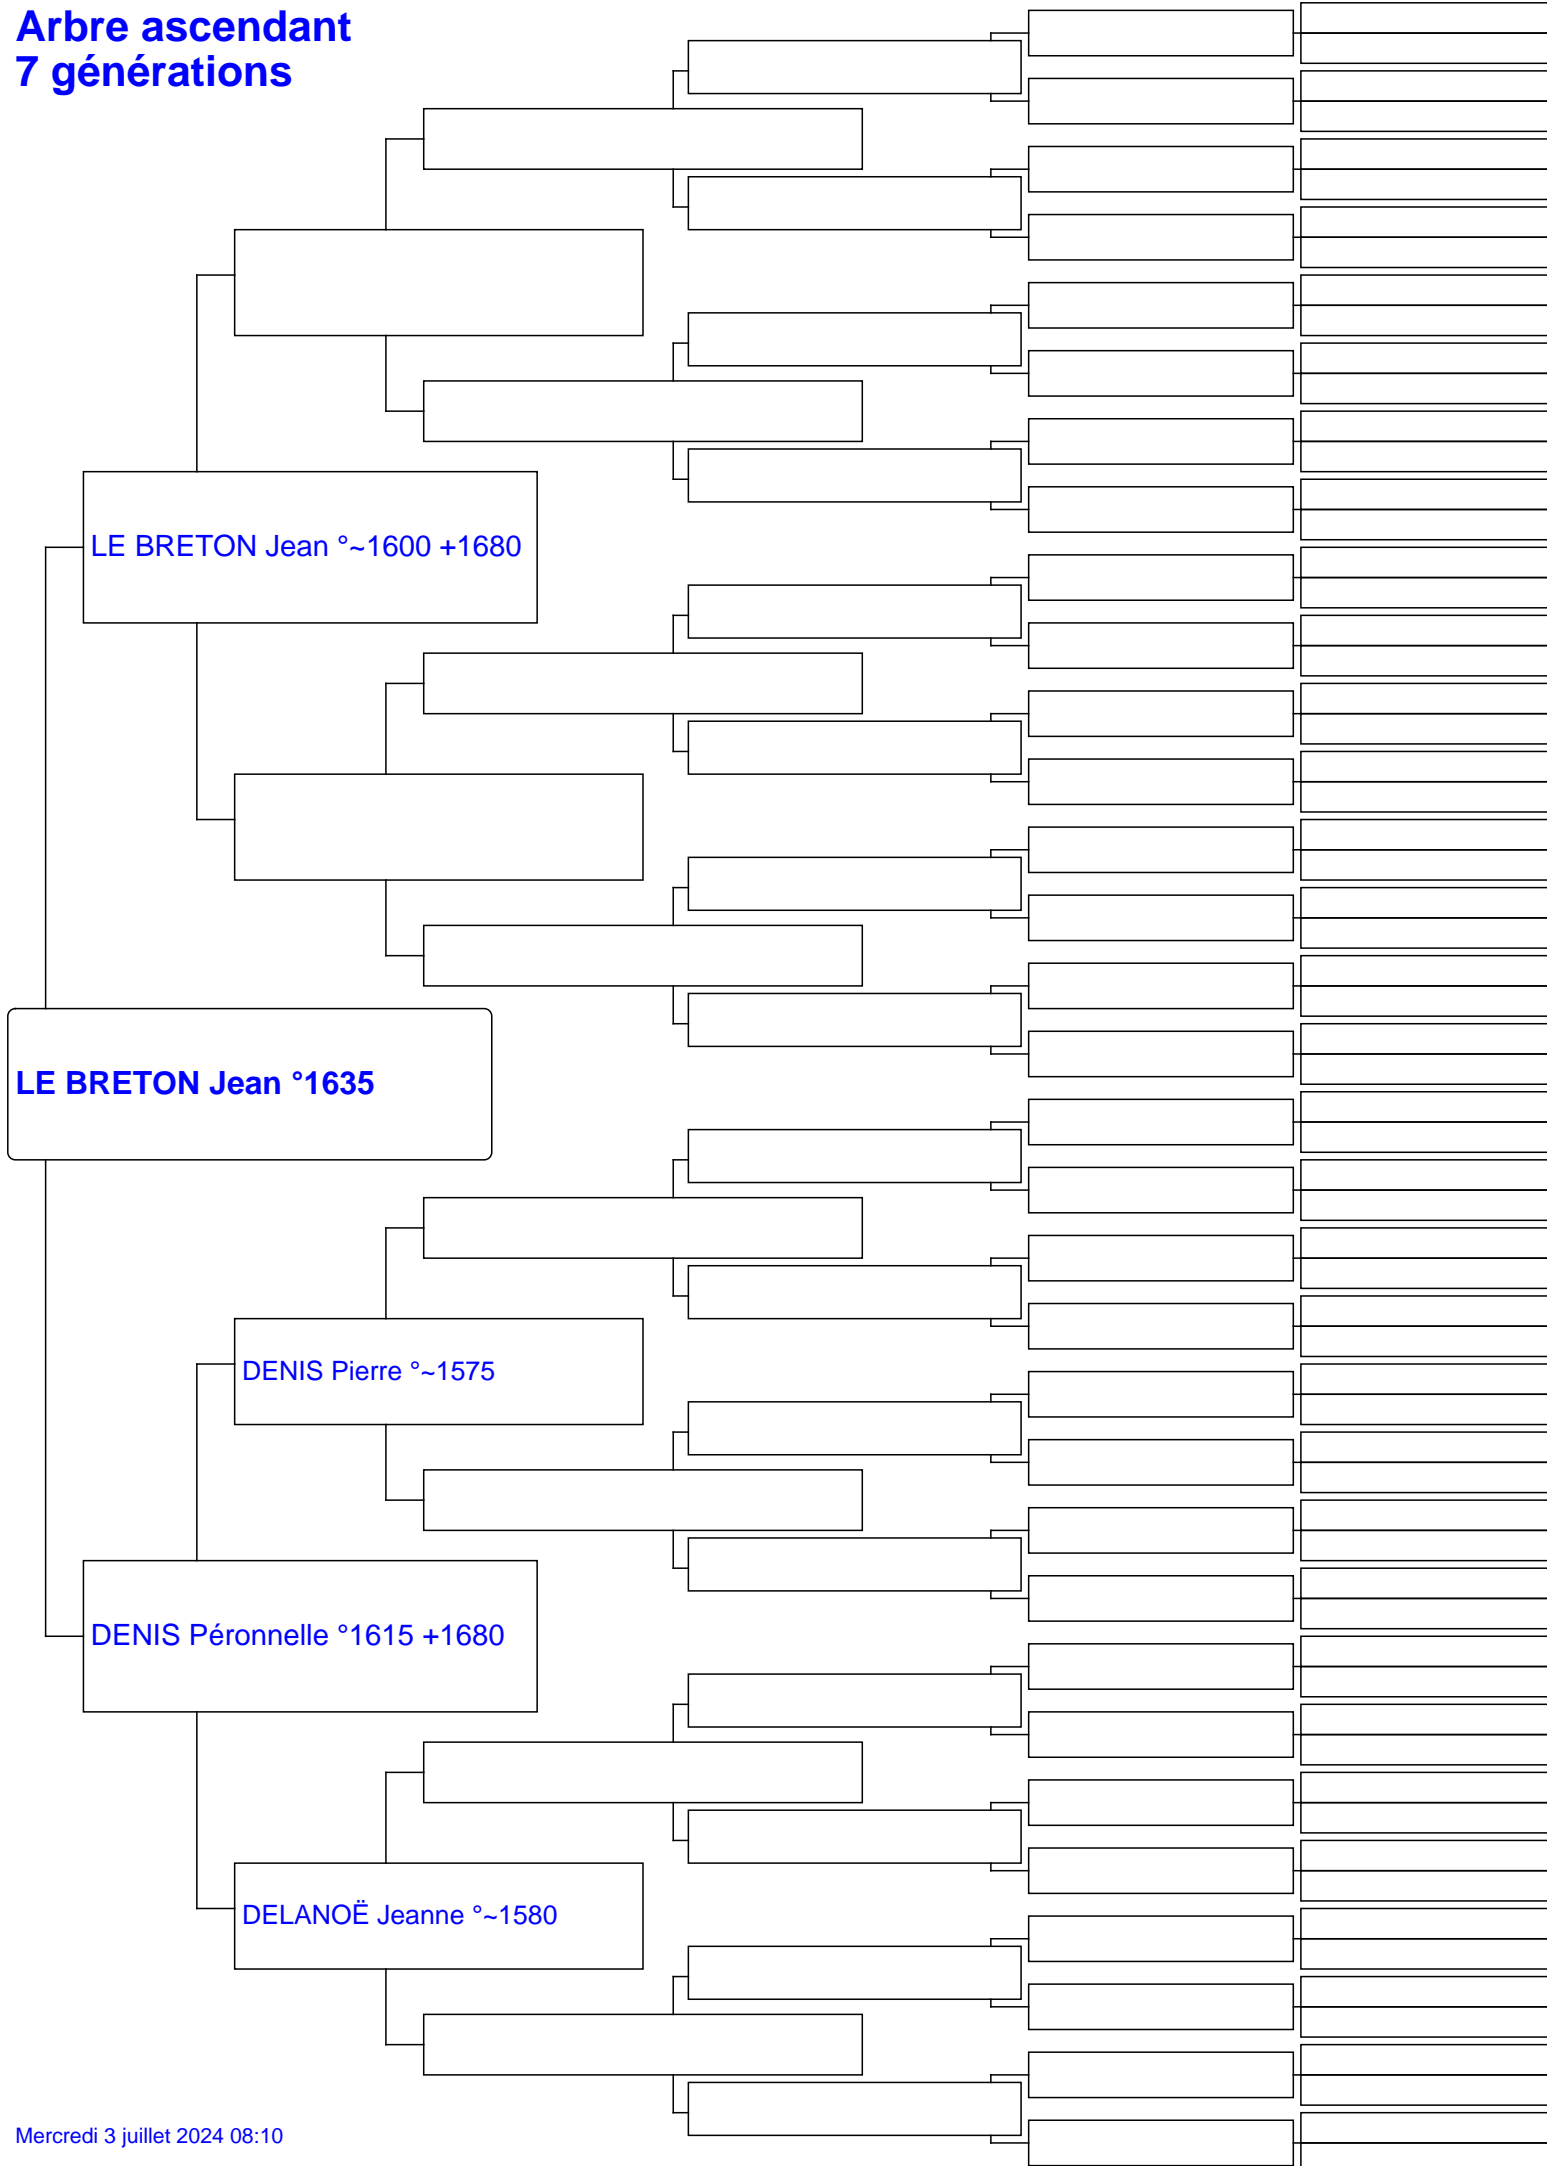 Arbre ascendant
7 générations
LE BRETON Jean °~1600 +1680
LE BRETON Jean °1635
DENIS Pierre °~1575
DENIS Péronnelle °1615 +1680
DELANOË Jeanne °~1580
Mercredi 3 juillet 2024 08:10